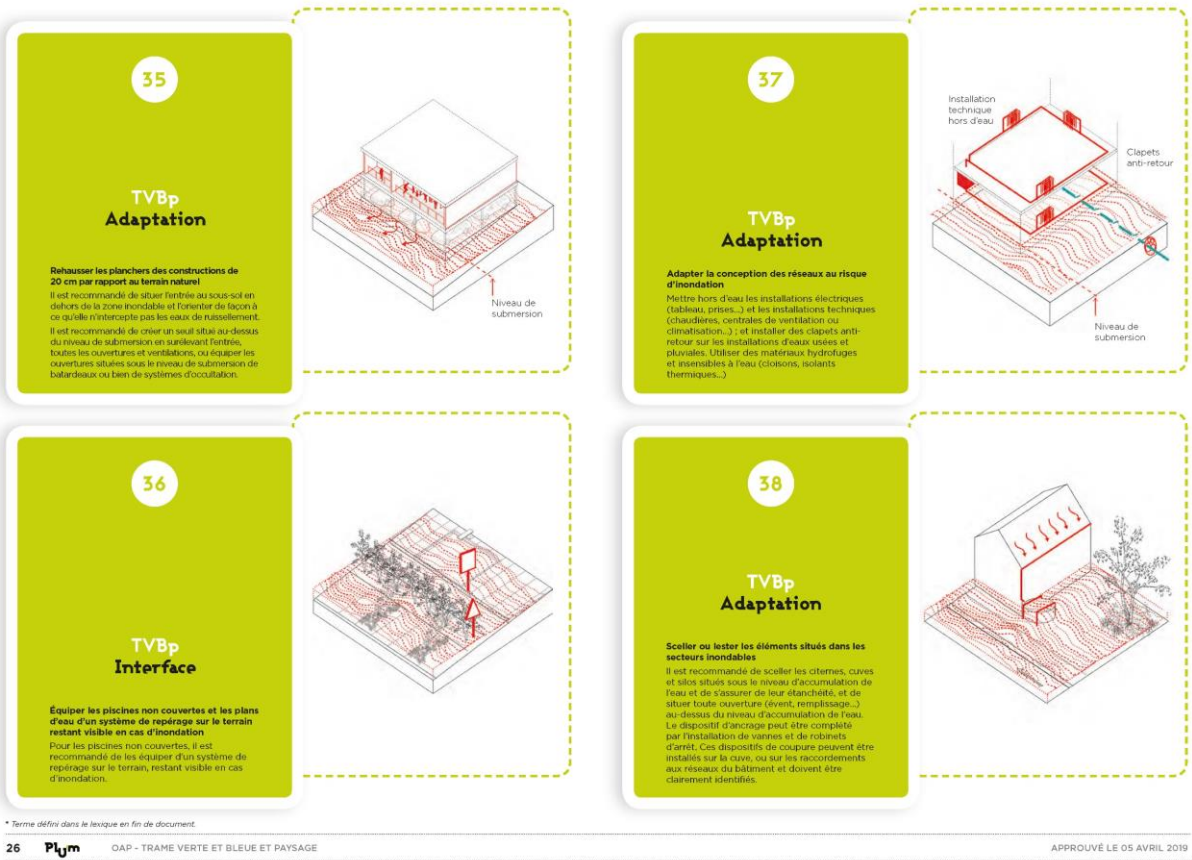 35
TVBp
Adaptation
Rehausser les planchers des constructions de
20 cm par rapport au terrain naturel
Il est recommandé de situer l'entrée au sous-sol en
dehors de la zone inondable et l'orienter de façon à
ce qu'elle n'intercepte pas les eaux de ruissellement.
Il est recommandé de créer un seuil situé au-dessus
du niveau de submersion en surélevant l'entrée,
toutes les ouvertures et ventilations, ou équiper les
ouvertures situées sous le niveau de submersion de
batardeaux ou bien de systèmes d'occultation.
Niveau de
submersion
37
TVBp
Adaptation
Adapter la conception des réseaux au risque
d'inondation
Mettre hors d'eau les installations électriques
(tableau, prises...) et les installations techniques
(chaudières, centrales de ventilation ou
climatisation...) ; et installer des clapets anti-
retour sur les installations d'eaux usées et
pluviales. Utiliser des matériaux hydrofuges
et insensibles à l'eau (cloisons, isolants
thermiques...)
Installation
technique
hors d'eau
Clapets
anti-retour
Niveau de
submersion
36
TVBp
Interface
Équiper les piscines non couvertes et les plans
d'eau d'un système de repérage sur le terrain
restant visible en cas d'inondation
Pour les piscines non couvertes, il est
recommandé de les équiper d'un système de
repérage sur le terrain, restant visible en cas
d'inondation.
38
TVBp
Adaptation
Sceller ou lester les éléments situés dans les
secteurs inondables
Il est recommandé de sceller les citernes, cuves
et silos situés sous le niveau d'accumulation de
l'eau et de s'assurer de leur étanchéité, et de
situer toute ouverture (évent, remplissage...)
au-dessus du niveau d'accumulation de l'eau.
Le dispositif d'ancrage peut être complété
par l'installation de vannes et de robinets
d'arrêt. Ces dispositifs de coupure peuvent être
installés sur la cuve, ou sur les raccordements
aux réseaux du bâtiment et doivent être
clairement identifiés.
* Terme défini dans le lexique en fin de document.
26 PLUm OAP - TRAME VERTE ET BLEUE ET PAYSAGE APPROUVÉ LE 05 AVRIL 2019